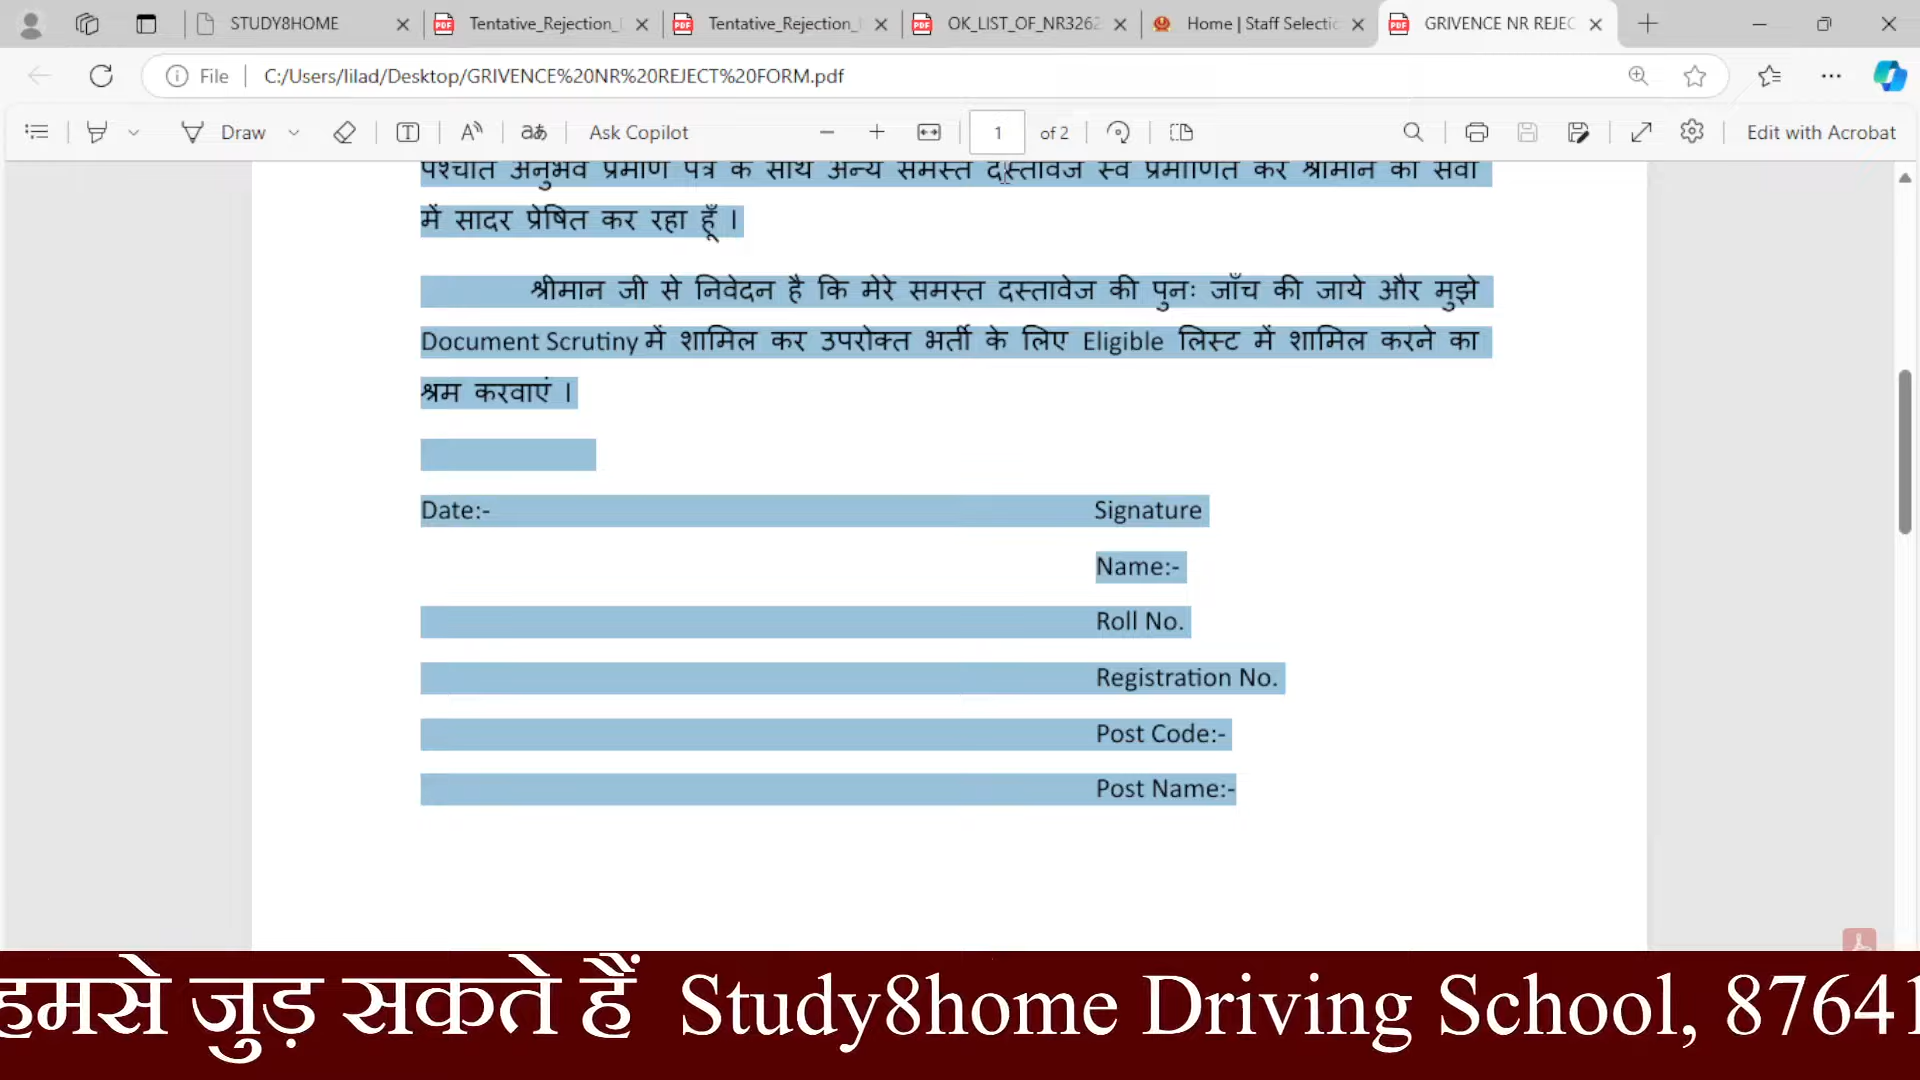 STUDY8HOME
Tentative_Rejection_
Tentative_Rejection_
OK_LIST_OF_NR326
Home | Staff Selectic
GRIVENCE NR REJEC
File
C:/Users/lilad/Desktop/GRIVENCE%20NR%20REJECT%20FORM.pdf
Draw
Ask Copilot
1 of 2
Edit with Acrobat
पश्चात अनुभव प्रमाण पत्र के साथ अन्य समस्त दस्तावेज स्व प्रमाणित कर श्रीमान की सेवा
में सादर प्रेषित कर रहा हूँ ।
श्रीमान जी से निवेदन है कि मेरे समस्त दस्तावेज की पुनः जाँच की जाये और मुझे
Document Scrutiny में शामिल कर उपरोक्त भर्ती के लिए Eligible लिस्ट में शामिल करने का
श्रम करवाएं ।
Date:- Signature
Name:-
Roll No.
Registration No.
Post Code:-
Post Name:-
हमसे जुड़ सकते हैं Study8home Driving School, 87641